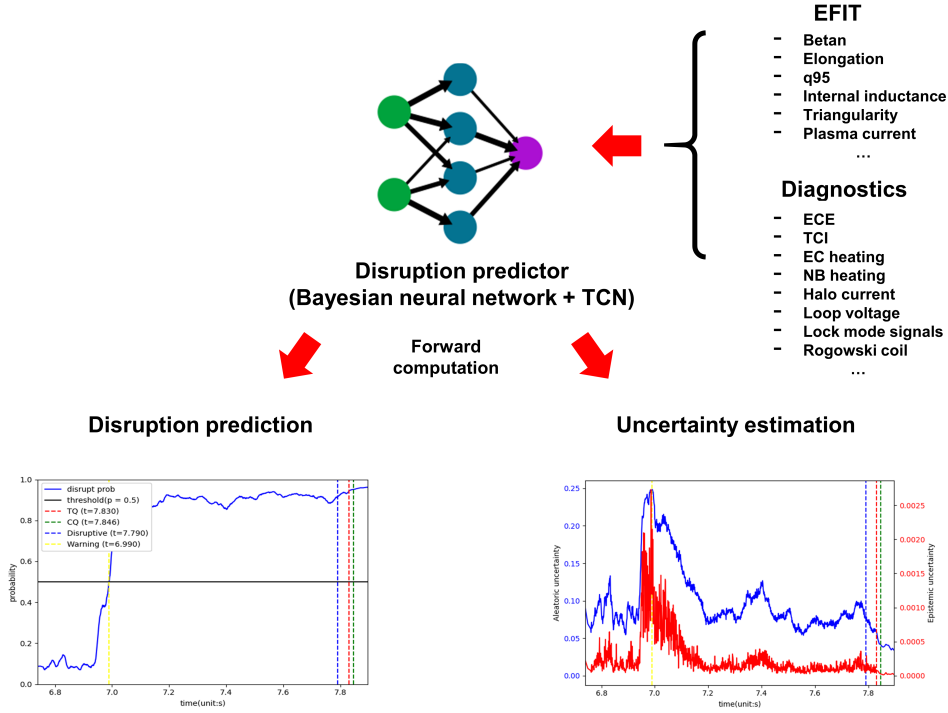 EFIT
- Betan
- Elongation
- q95
- Internal inductance
- Triangularity
- Plasma current
...
Diagnostics
- ECE
- TCI
- EC heating
- NB heating
- Halo current
- Loop voltage
- Lock mode signals
- Rogowski coil
...
Disruption predictor
(Bayesian neural network + TCN)
Forward
computation
Disruption prediction
Uncertainty estimation
disrupt prob
threshold(p = 0.5)
TQ (t=7.830)
CQ (t=7.846)
Disruptive (t=7.790)
Warning (t=6.990)
probability
1.0
0.8
0.6
0.4
0.2
0.0
6.8 7.0 7.2 7.4 7.6 7.8
time(unit:s)
Aleatoric uncertainty
0.25
0.20
0.15
0.10
0.05
0.00
6.8 7.0 7.2 7.4 7.6 7.8
time(unit:s)
0.0025
0.0020
0.0015
0.0010
0.0005
0.0000
Epistemic uncertainty